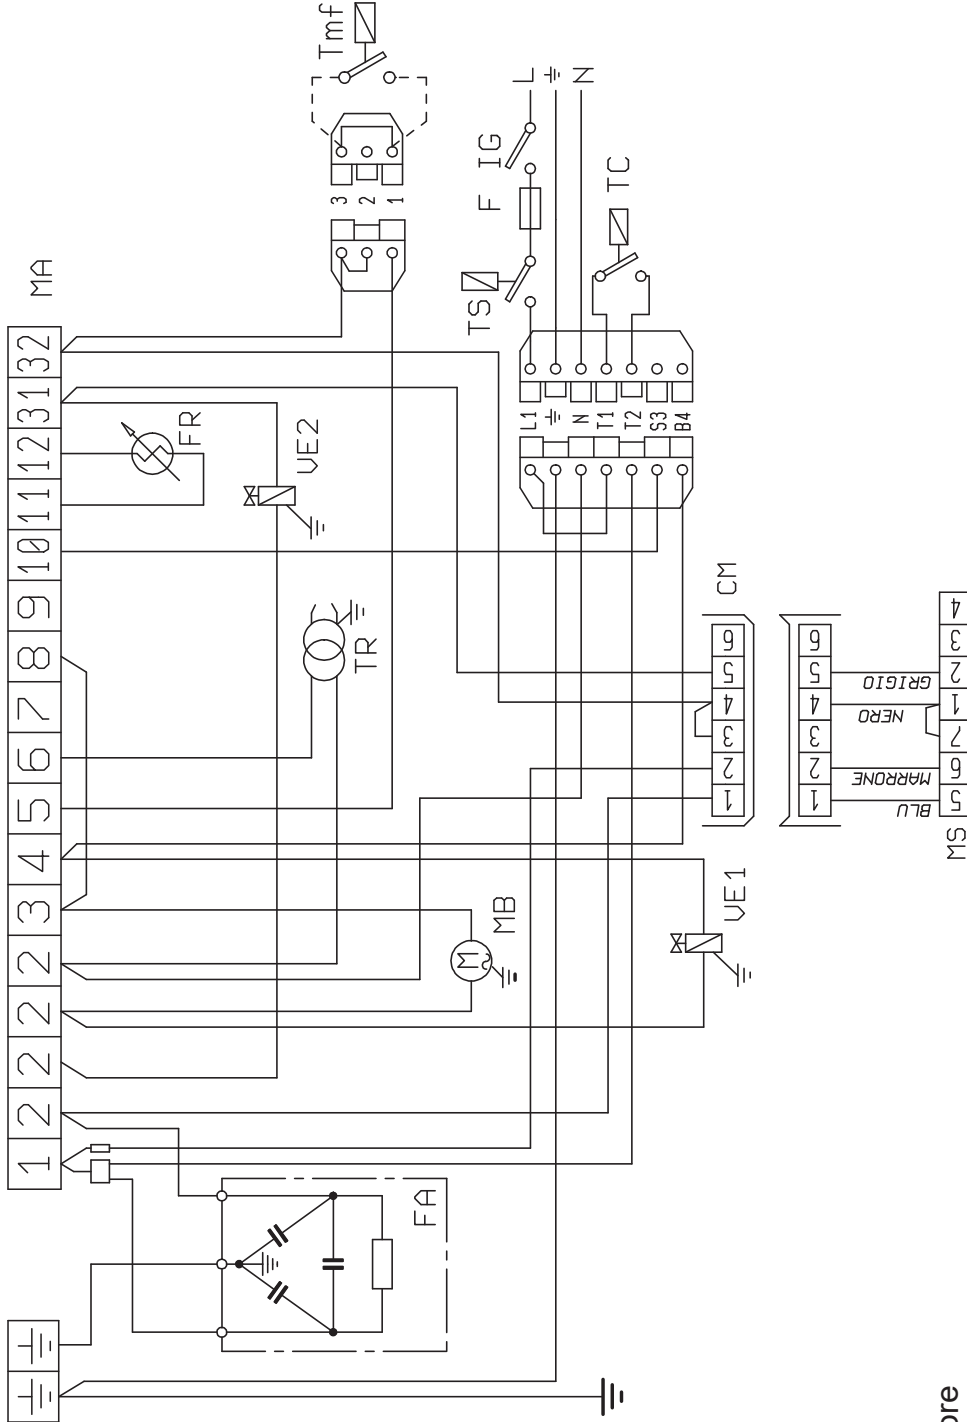 1 2 2 2 2 3 4 5 6 7 8 9 10 11 12 31 32
MA
FR
VE2
TR
MB
VE1
FA
Tmf
3
2
1
L
N
IG
F
TS
TC
L1
N
T1
T2
S3
B4
CM
1 2 3 4 5 6
1 2 3 4 5 6
BLU
MARRONE
NERO
GRIGIO
MS
5 6 7 1 2 3 4